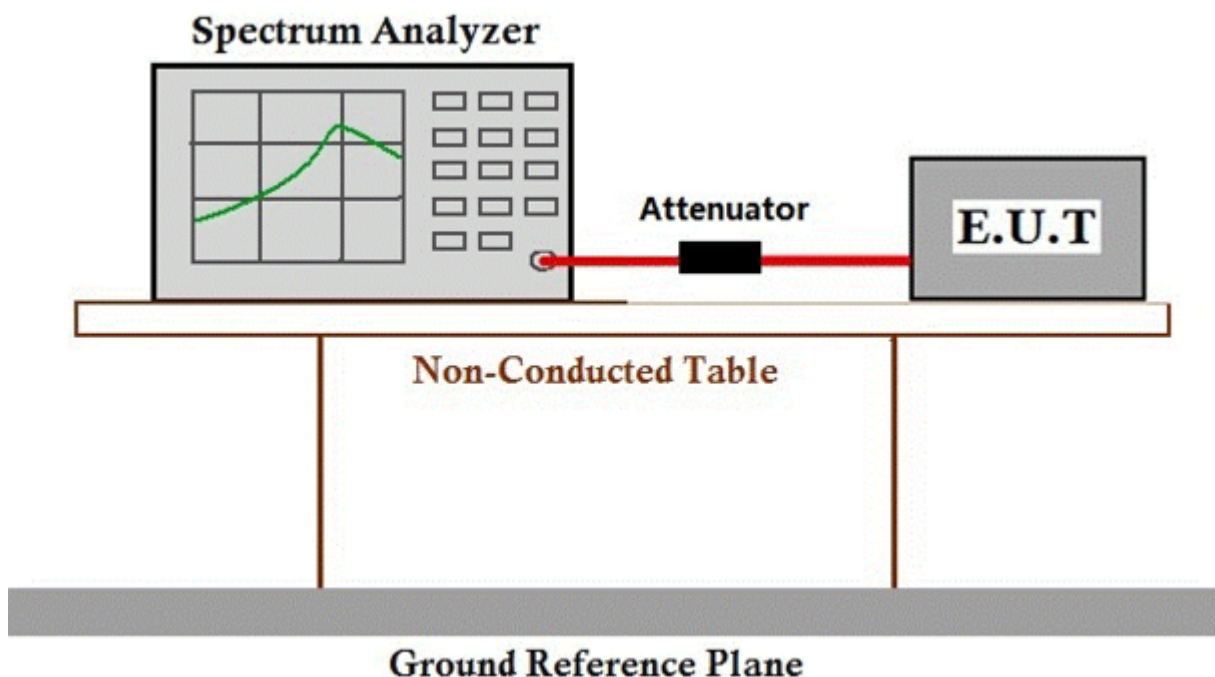 Spectrum Analyzer
Attenuator
E.U.T
Non-Conducted Table
Ground Reference Plane